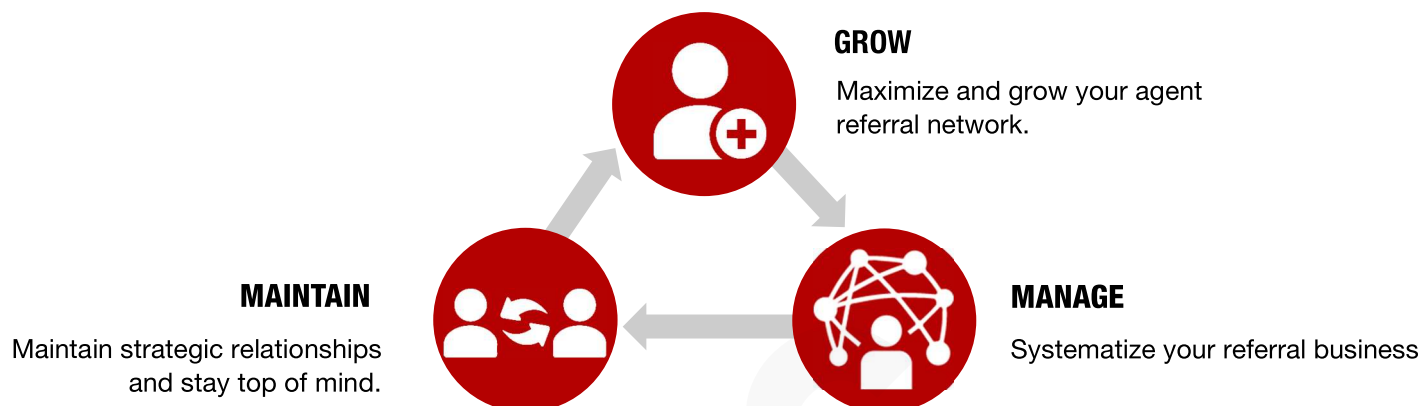 GROW
Maximize and grow your agent
referral network.
MAINTAIN
Maintain strategic relationships
and stay top of mind.
MANAGE
Systematize your referral business